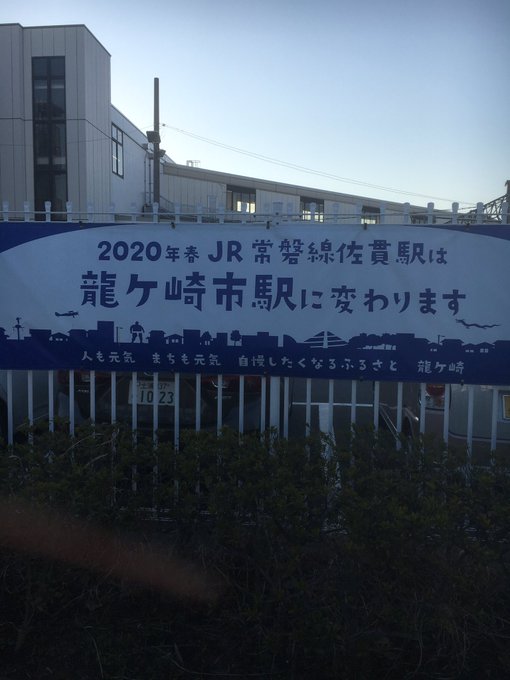 2020年春 JR常磐線佐貫駅は
龍ケ崎市駅に変わります
人も元気 まちも元気 自慢したくなるふるさと 龍ケ崎
10-23